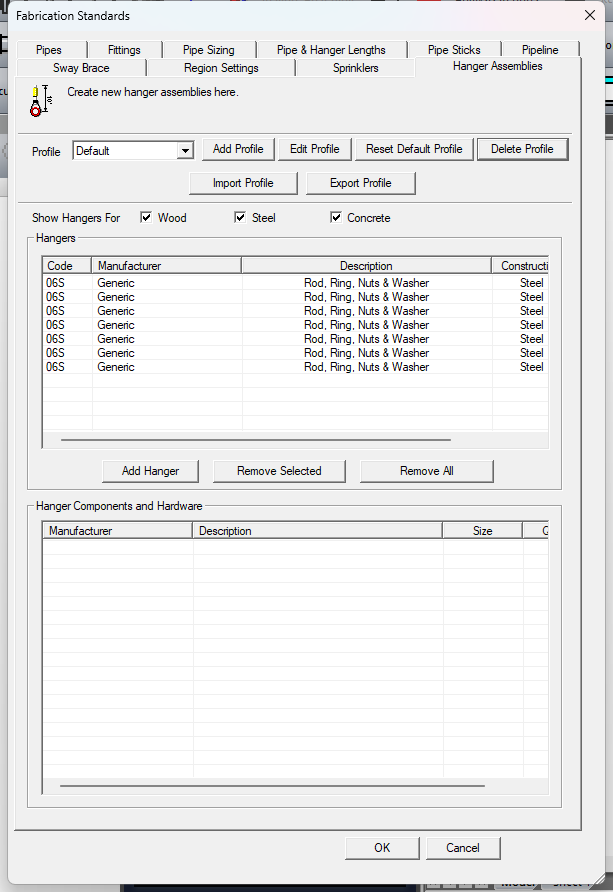 Fabrication Standards
Pipes Fittings Pipe Sizing Pipe & Hanger Lengths Pipe Sticks Pipeline
Sway Brace Region Settings Sprinklers Hanger Assemblies
Create new hanger assemblies here.
Profile Default Add Profile Edit Profile Reset Default Profile Delete Profile
Import Profile Export Profile
Show Hangers For Wood Steel Concrete
Hangers
Code Manufacturer Description Constructi
06S Generic Rod, Ring, Nuts & Washer Steel
06S Generic Rod, Ring, Nuts & Washer Steel
06S Generic Rod, Ring, Nuts & Washer Steel
06S Generic Rod, Ring, Nuts & Washer Steel
06S Generic Rod, Ring, Nuts & Washer Steel
06S Generic Rod, Ring, Nuts & Washer Steel
06S Generic Rod, Ring, Nuts & Washer Steel
Add Hanger Remove Selected Remove All
Hanger Components and Hardware
Manufacturer Description Size
OK Cancel